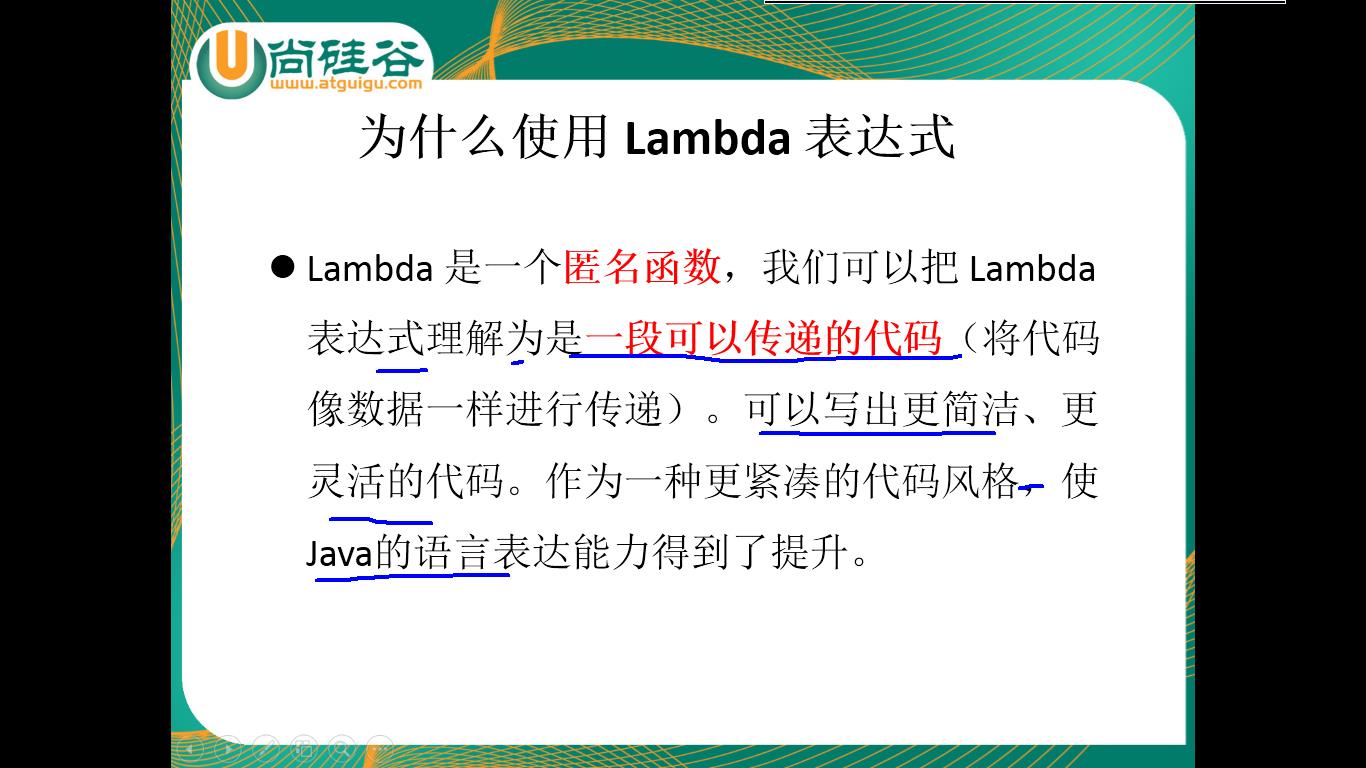 尚硅谷
www.atguigu.com
为什么使用 Lambda 表达式
Lambda 是一个匿名函数，我们可以把 Lambda
表达式理解为是一段可以传递的代码（将代码
像数据一样进行传递）。可以写出更简洁、更
灵活的代码。作为一种更紧凑的代码风格，使
Java的语言表达能力得到了提升。